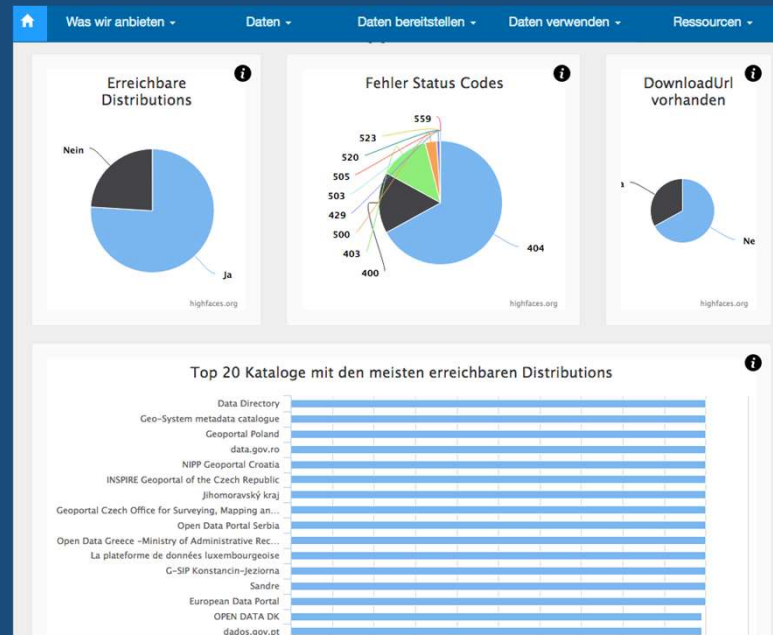 Was wir anbieten
Daten
Daten bereitstellen
Daten verwenden
Ressourcen
Erreichbare
Distributions
Nein
Ja
highfaces.org
Fehler Status Codes
559
523
520
505
503
429
500
403
400
404
highfaces.org
DownloadUrl
vorhanden
Ne
highfaces.org
Top 20 Kataloge mit den meisten erreichbaren Distributions
Data Directory
Geo-System metadata catalogue
Geoportal Poland
data.gov.ro
NIPP Geoportal Croatia
INSPIRE Geoportal of the Czech Republic
Jihomoravský kraj
Geoportal Czech Office for Surveying, Mapping an...
Open Data Portal Serbia
Open Data Greece -Ministry of Administrative Rec...
La plateforme de données luxembourgeoise
G-SIP Konstancin-Jeziorna
Sandre
European Data Portal
OPEN DATA DK
dados.gov.pt